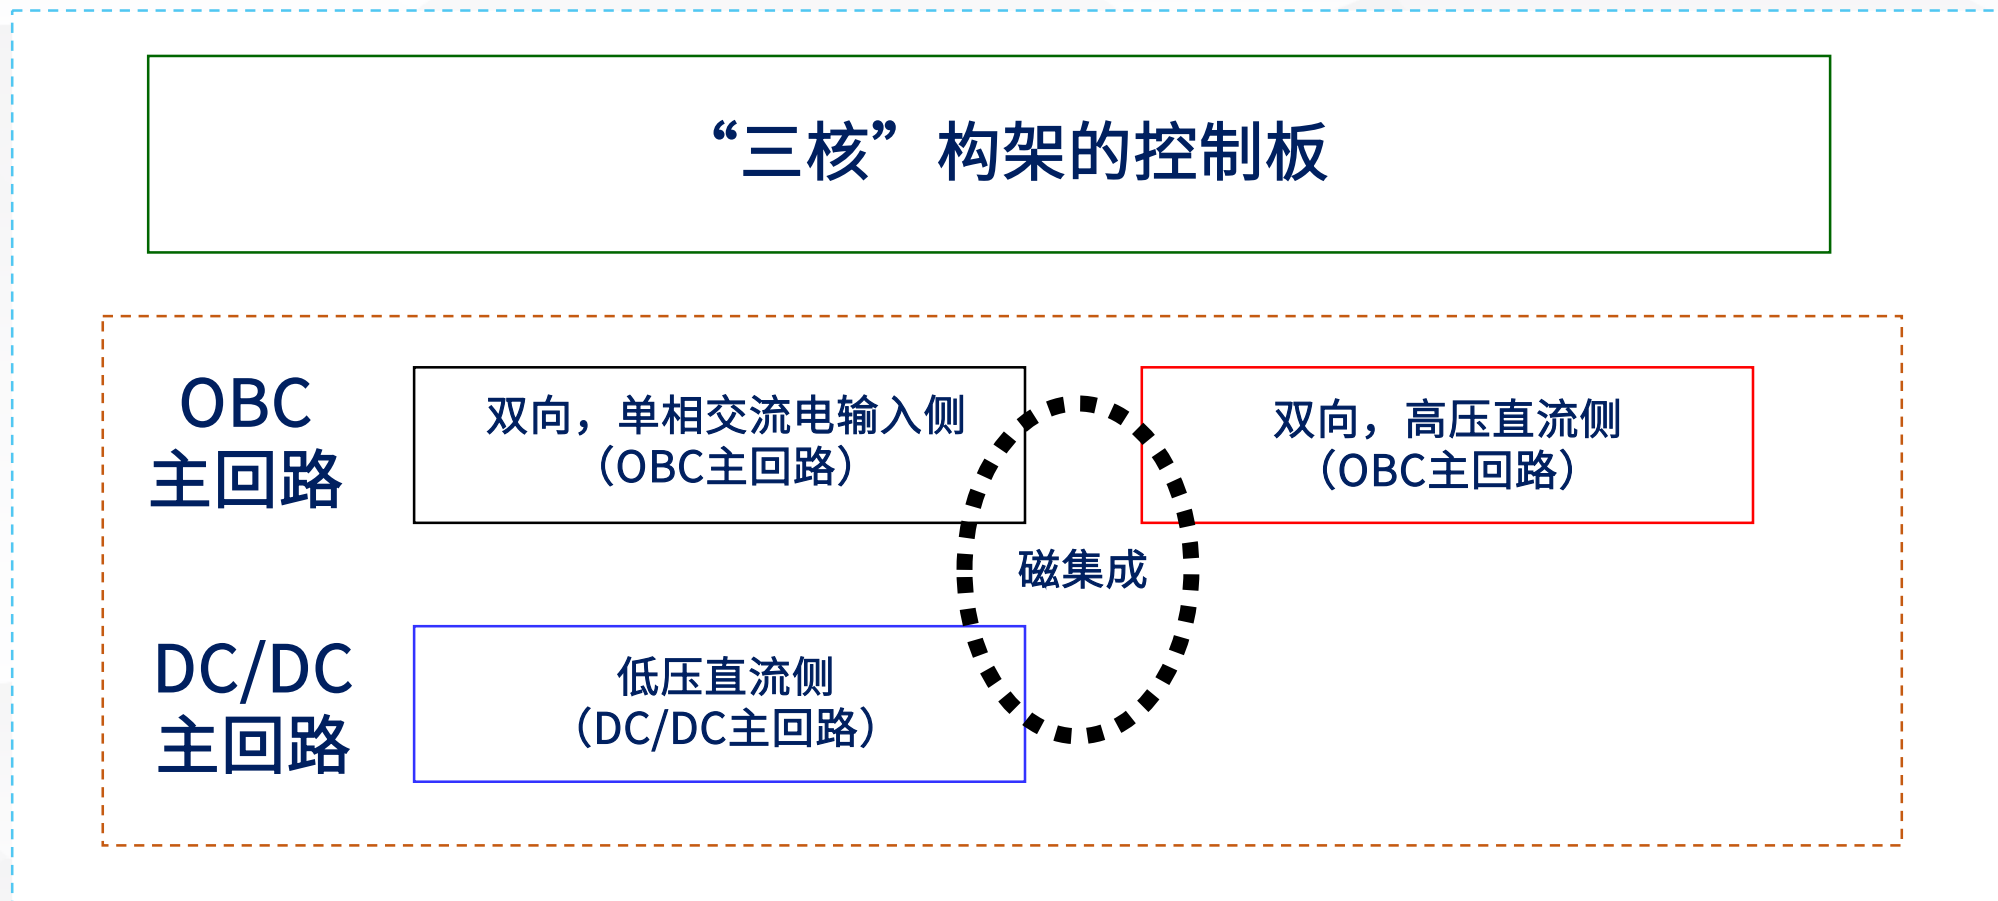 “三核”构架的控制板
OBC
主回路
双向，单相交流电输入侧
（OBC主回路）
双向，高压直流侧
（OBC主回路）
磁集成
DC/DC
主回路
低压直流侧
（DC/DC主回路）